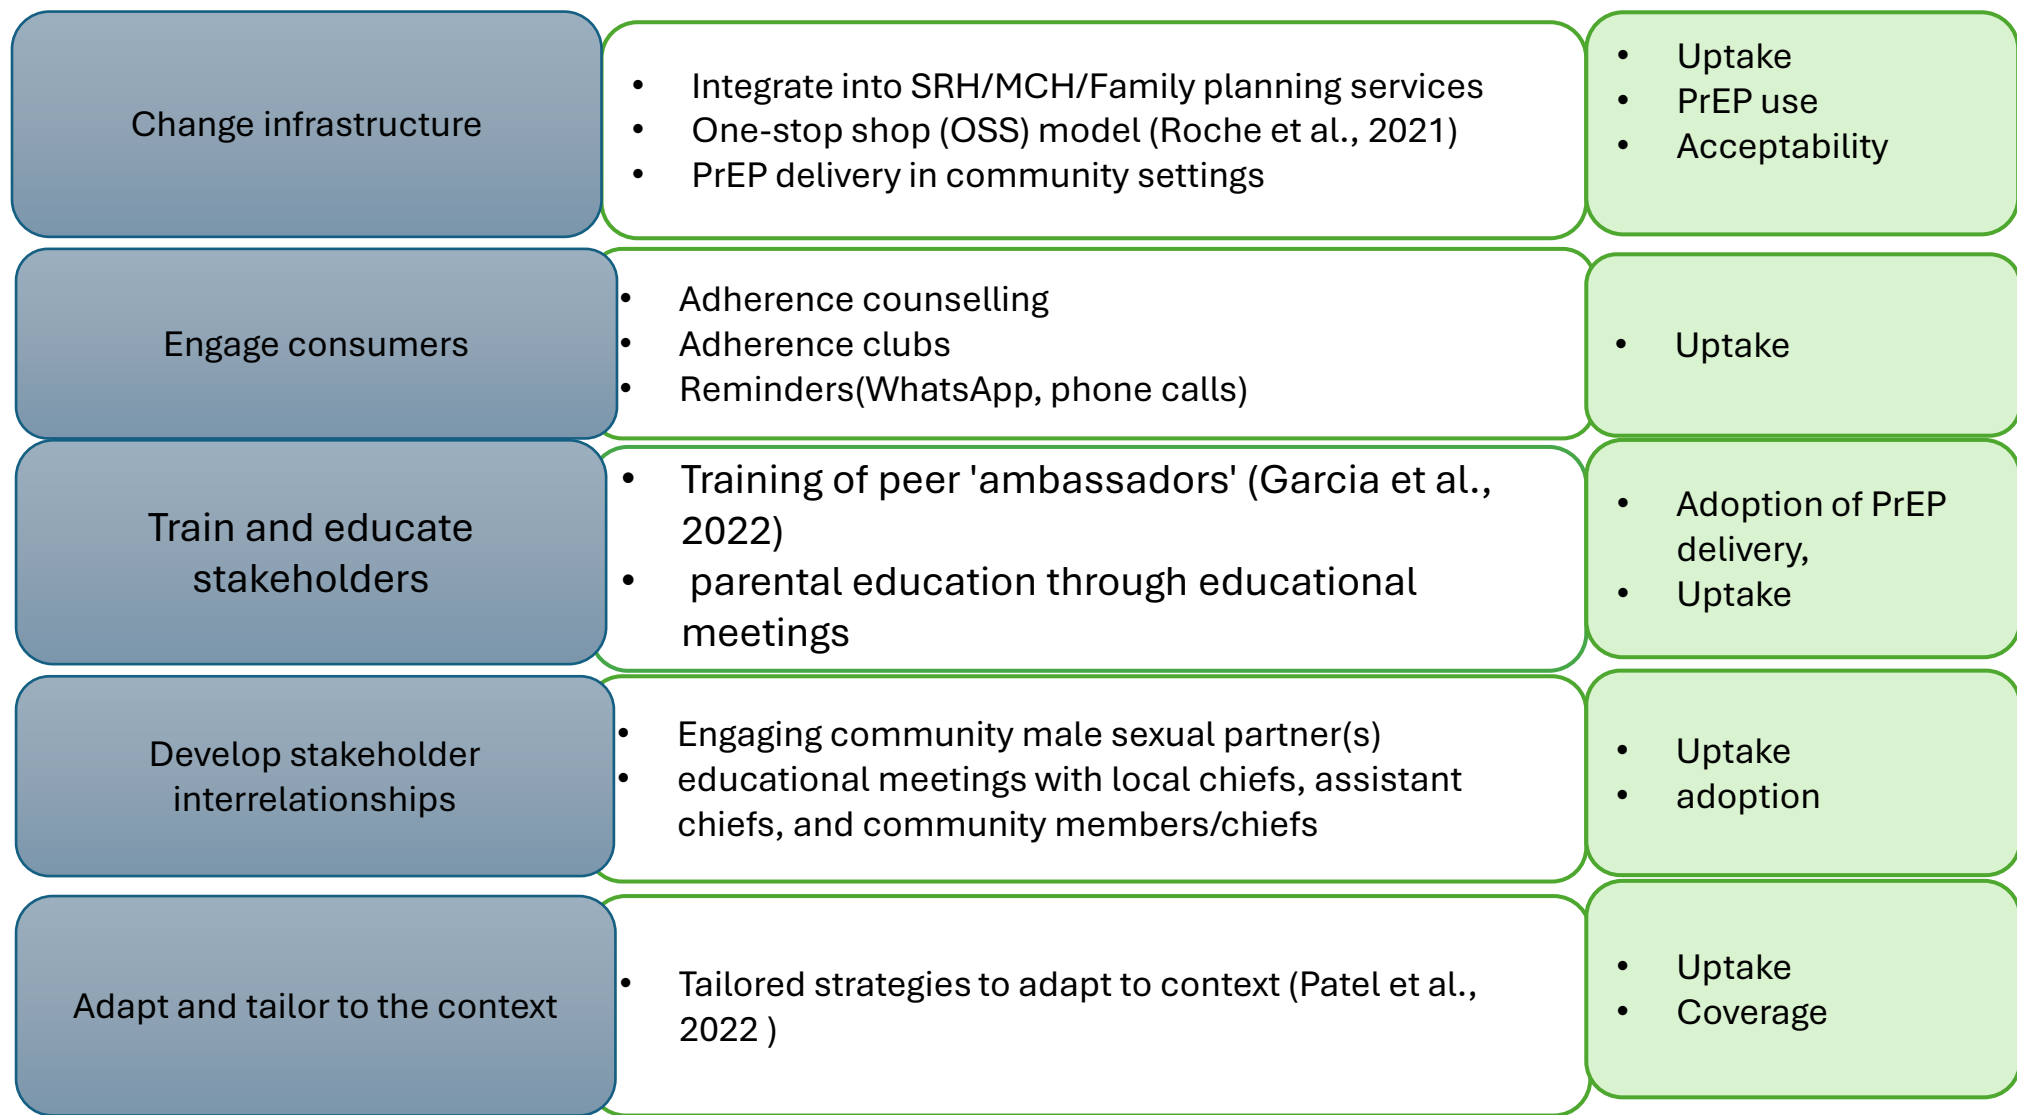 Change infrastructure
• Integrate into SRH/MCH/Family planning services
• One-stop shop (OSS) model (Roche et al., 2021)
• PrEP delivery in community settings
• Uptake
• PrEP use
• Acceptability
Engage consumers
• Adherence counselling
• Adherence clubs
• Reminders(WhatsApp, phone calls)
• Uptake
Train and educate
stakeholders
• Training of peer 'ambassadors' (Garcia et al.,
2022)
• parental education through educational
meetings
• Adoption of PrEP
delivery,
• Uptake
Develop stakeholder
interrelationships
• Engaging community male sexual partner(s)
• educational meetings with local chiefs, assistant
chiefs, and community members/chiefs
• Uptake
• adoption
Adapt and tailor to the context
• Tailored strategies to adapt to context (Patel et al.,
2022 )
• Uptake
• Coverage